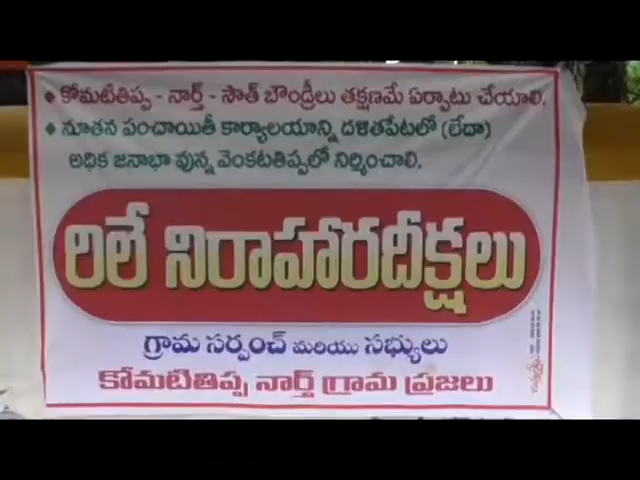 • కోమటితిప్ప - నార్త్ - సౌత్ బౌండ్రీలు తక్షణమే ఏర్పాటు చేయాలి.
• నూతన పంచాయితీ కార్యాలయాన్ని దళితపేటలో (లేదా)
అధిక జనాభా వున్న వెంకటతిప్పలో నిర్మించాలి.
రిలే నిరాహారదీక్షలు
గ్రామ సర్పంచ్ మరియు సభ్యులు
కోమటితిప్ప నార్త్ గ్రామ ప్రజలు